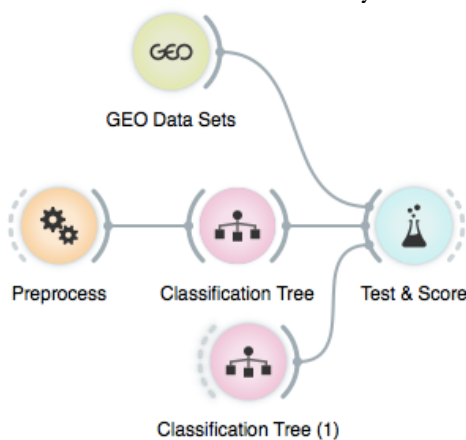 GEO
GEO Data Sets
Preprocess
Classification Tree
Test & Score
Classification Tree (1)